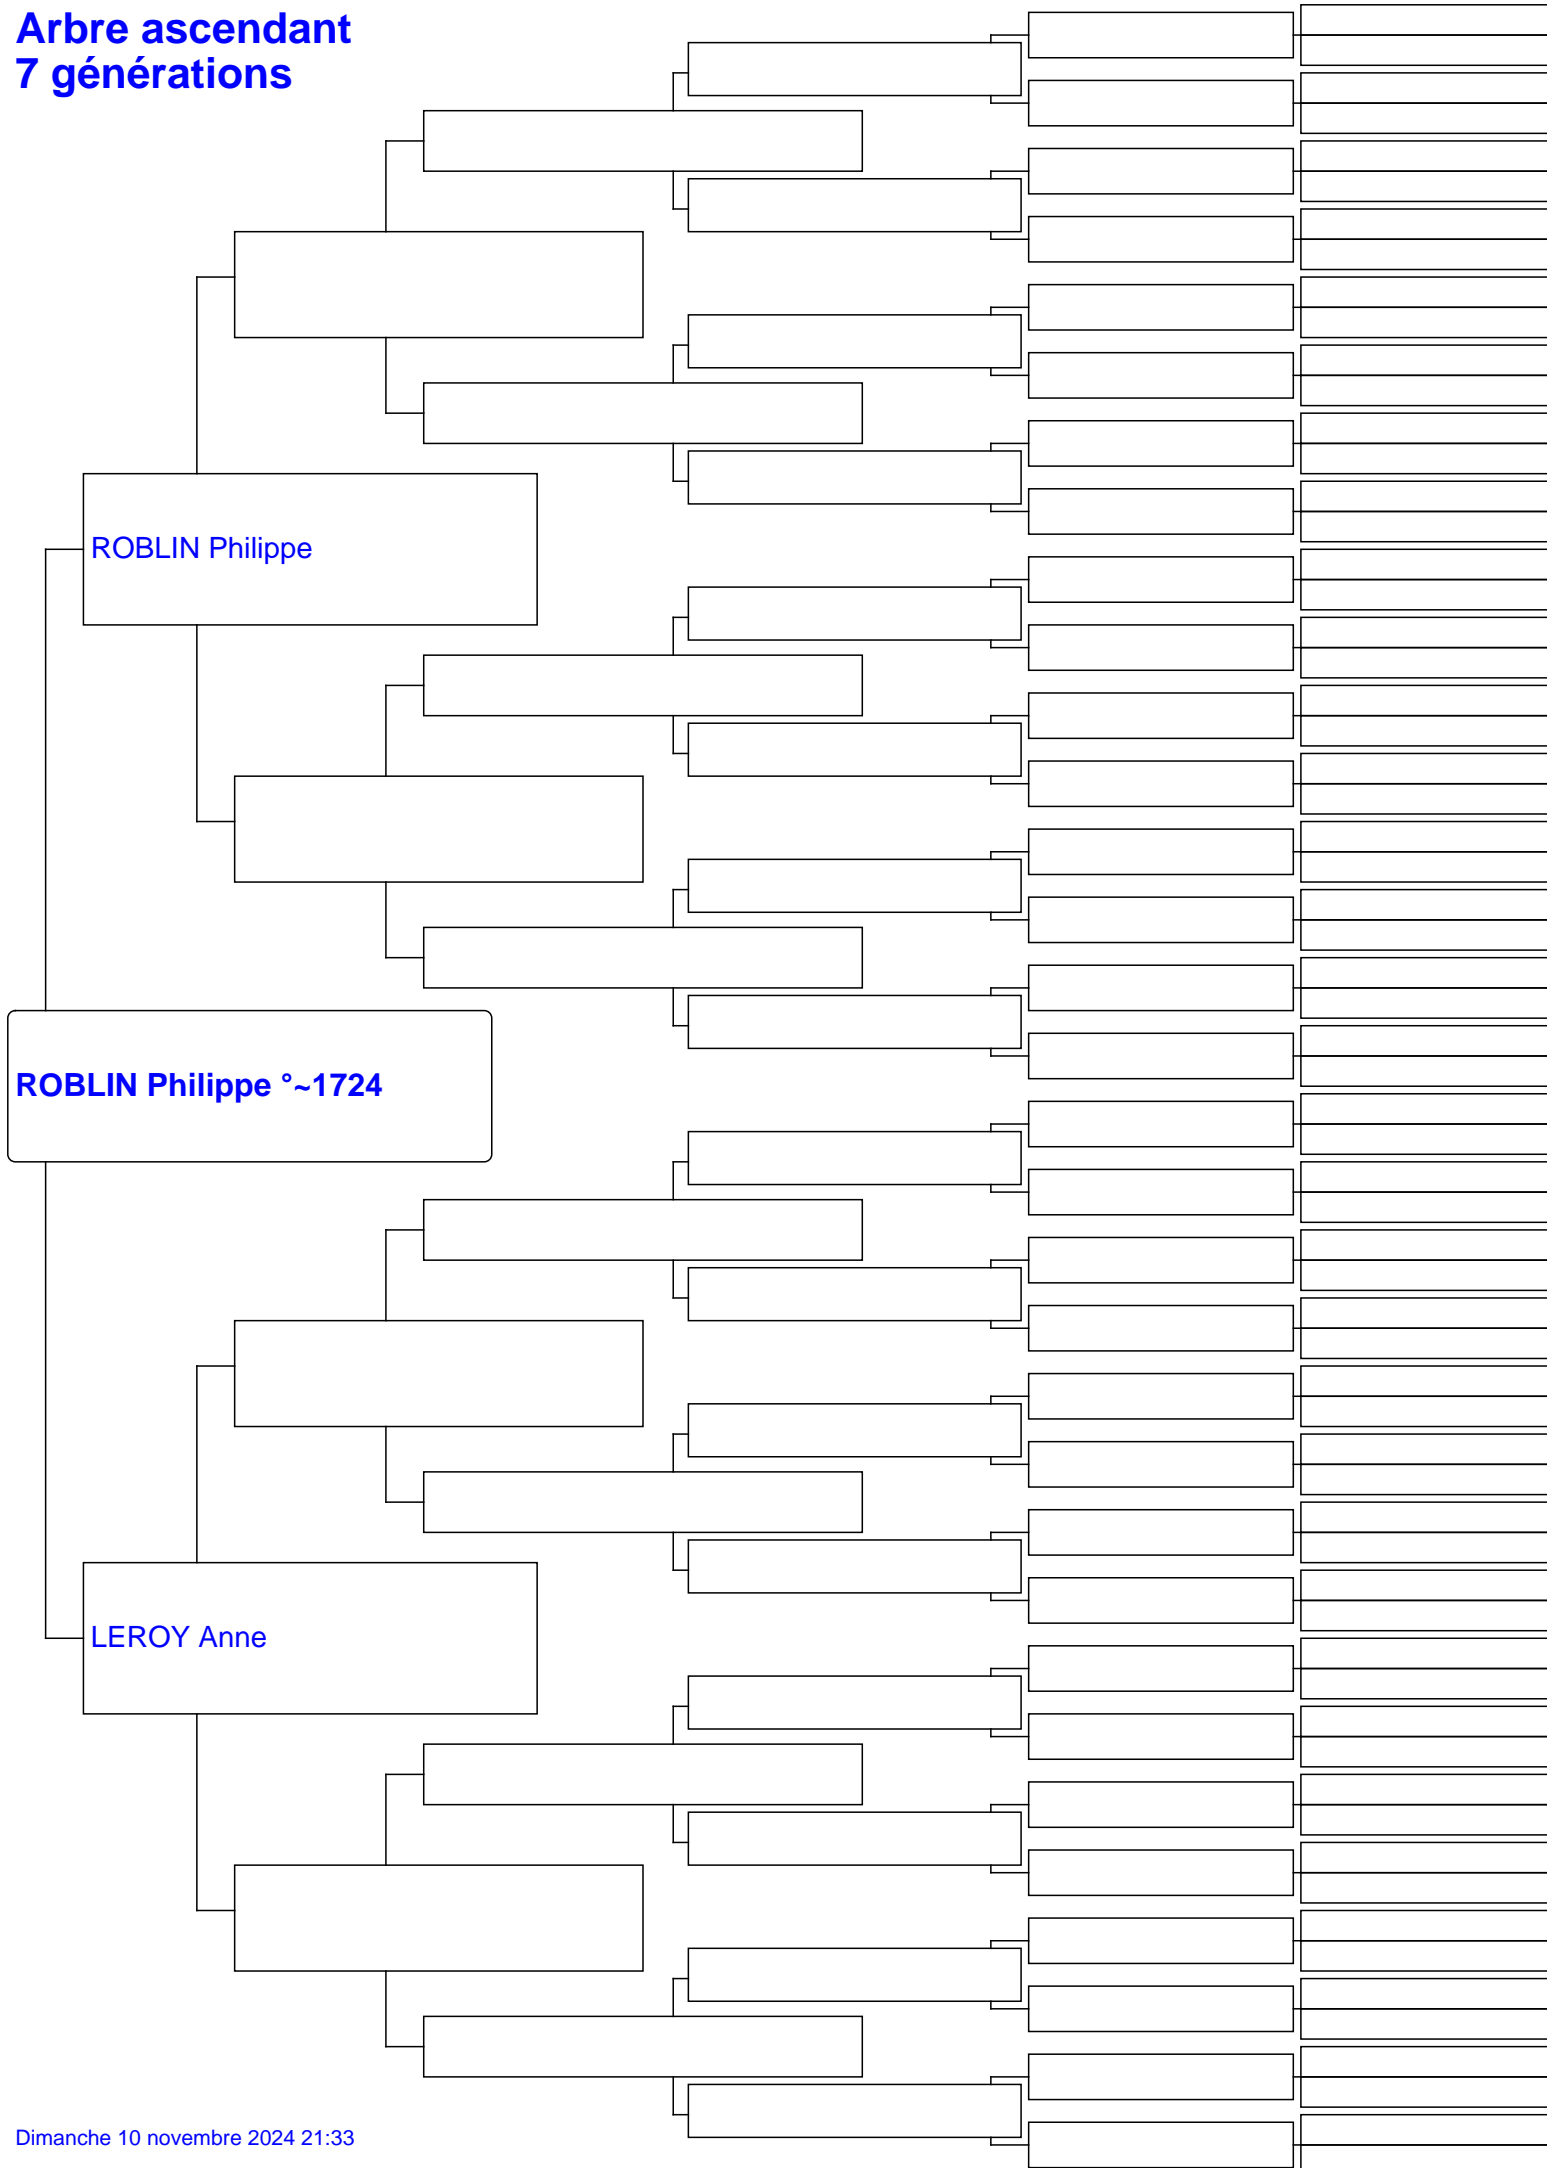 Arbre ascendant
7 générations
ROBLIN Philippe
ROBLIN Philippe °~1724
LEROY Anne
Dimanche 10 novembre 2024 21:33